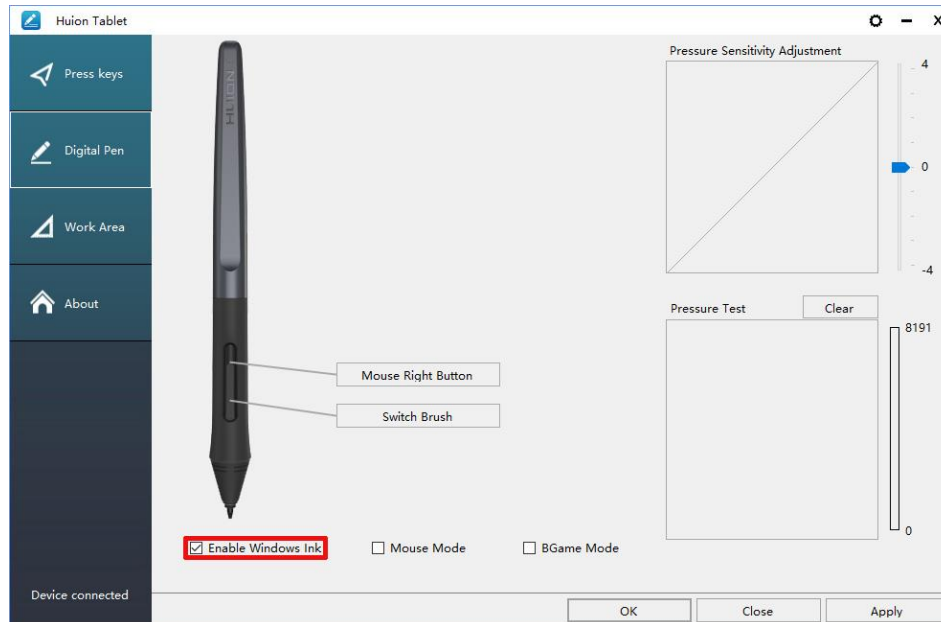 Huion Tablet
Press keys
Digital Pen
Work Area
About
Device connected
HUION
Mouse Right Button
Switch Brush
Enable Windows Ink
Mouse Mode
BGame Mode
Pressure Sensitivity Adjustment
4
0
-4
Pressure Test
Clear
8191
0
OK
Close
Apply